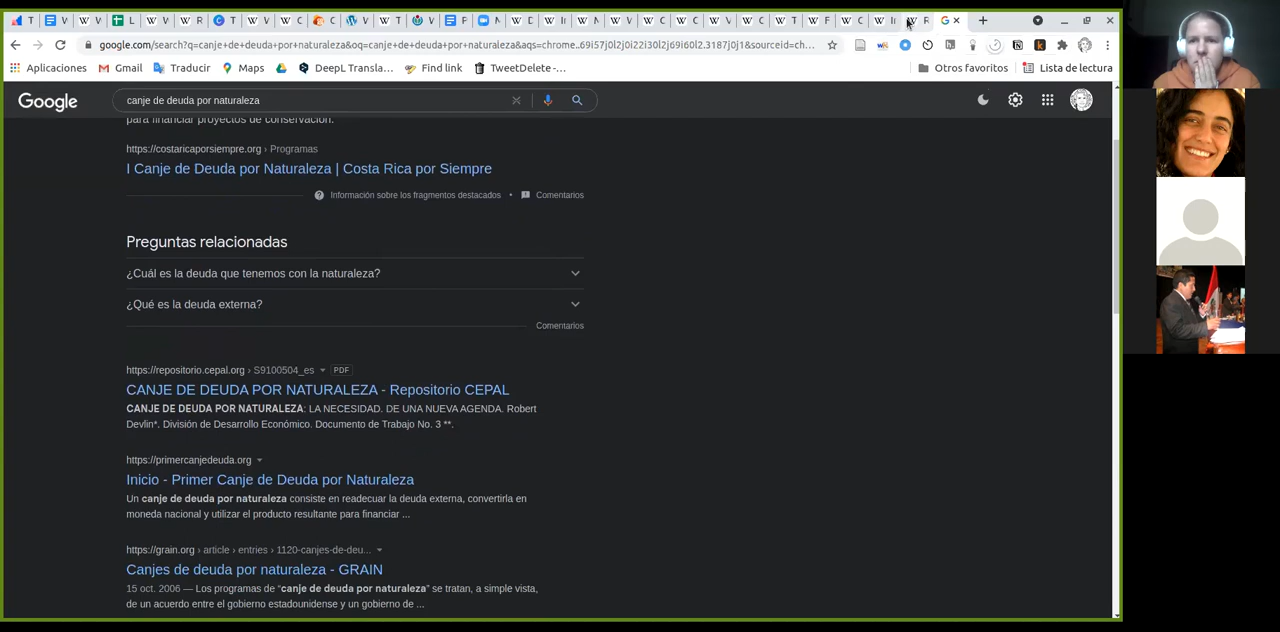 T W W L W W R C T W W C C W W T V P N W D W I W N W V W C W C W V W C W T W F W C W I W R G
google.com/search?q=canje+de+deuda+por+naturaleza&oq=canje+de+deuda+por+naturaleza&aqs=chrome..69i57j0l2j0i22i30l2j69i60l2.3187j0j1&sourceid=ch...
Aplicaciones Gmail Traducir Maps DeepL Transla... Find link TweetDelete -... Otros favoritos Lista de lectura
Google canje de deuda por naturaleza
para financiar proyectos de conservación.
https://costaricaporsiempre.org › Programas
I Canje de Deuda por Naturaleza | Costa Rica por Siempre
Información sobre los fragmentos destacados • Comentarios
Preguntas relacionadas
¿Cuál es la deuda que tenemos con la naturaleza?
¿Qué es la deuda externa?
Comentarios
https://repositorio.cepal.org › S9100504_es PDF
CANJE DE DEUDA POR NATURALEZA - Repositorio CEPAL
CANJE DE DEUDA POR NATURALEZA: LA NECESIDAD. DE UNA NUEVA AGENDA. Robert
Devlin*. División de Desarrollo Económico. Documento de Trabajo No. 3 **.
https://primercanjedeuda.org
Inicio - Primer Canje de Deuda por Naturaleza
Un canje de deuda por naturaleza consiste en readecuar la deuda externa, convertirla en
moneda nacional y utilizar el producto resultante para financiar ...
https://grain.org › article › entries › 1120-canjes-de-deu...
Canjes de deuda por naturaleza - GRAIN
15 oct. 2006 — Los programas de “canje de deuda por naturaleza” se tratan, a simple vista,
de un acuerdo entre el gobierno estadounidense y un gobierno de ...